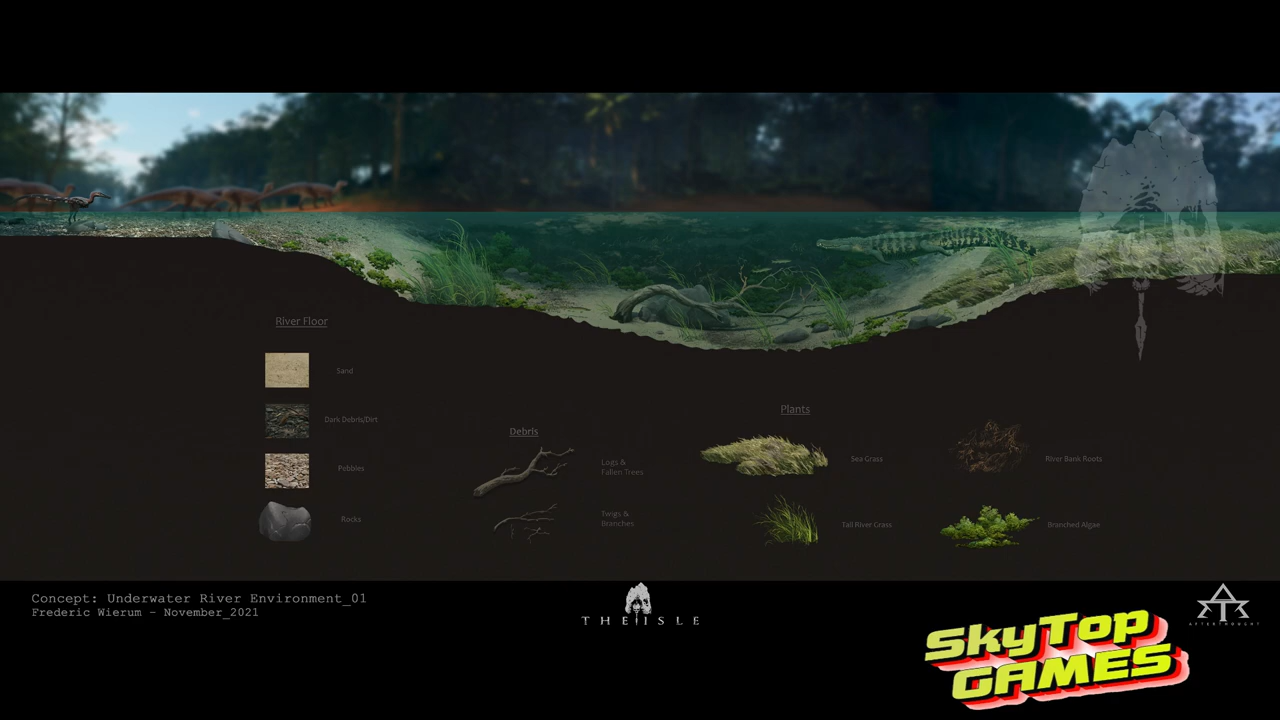 River Floor
Sand
Dark Debris/Dirt
Pebbles
Rocks
Debris
Logs &
Fallen Trees
Twigs &
Branches
Plants
Sea Grass
River Bank Roots
Tall River Grass
Branched Algae
Concept: Underwater River Environment_01
Frederic Wierum - November_2021
THE ISLE
AFTERTHOUGHT
SkyTop
GAMES